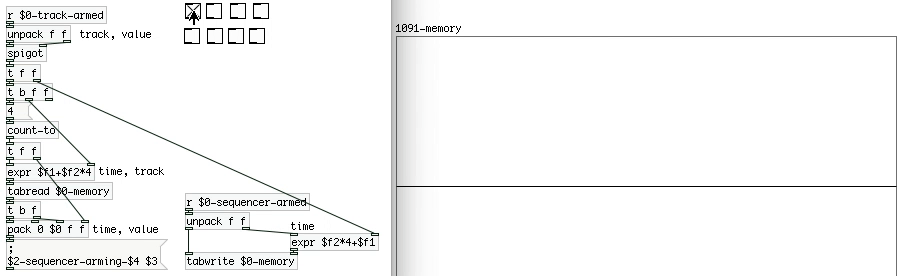 r $0-track-armed
unpack f f track, value
spigot
t f f
t b f f
4
count-to
t f f
expr $f1+$f2*4 time, track
tabread $0-memory
t b f
pack 0 $0 f f time, value
;
$2-sequencer-arming-$4 $3
r $0-sequencer-armed
unpack f f
time
expr $f2*4+$f1
tabwrite $0-memory
1091-memory